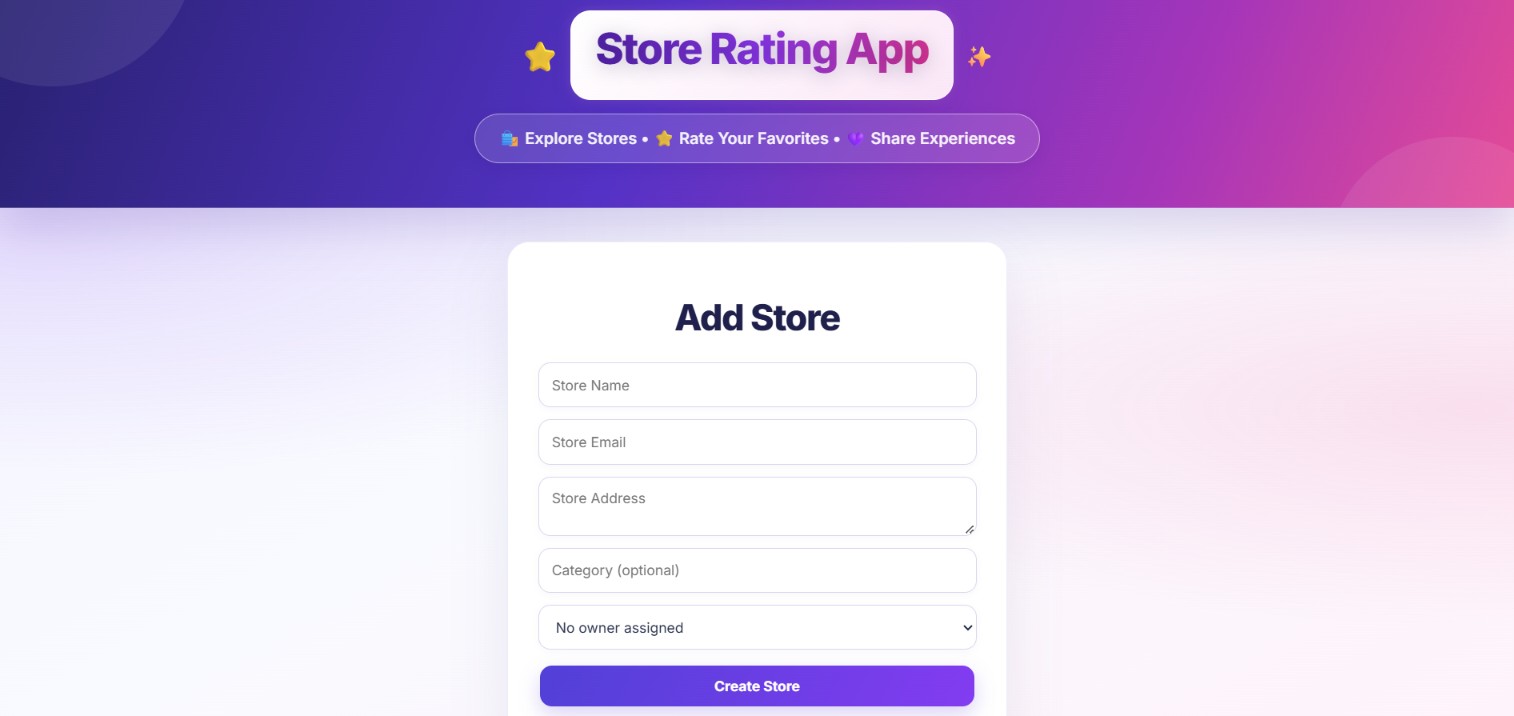 Store Rating App
Explore Stores • Rate Your Favorites • Share Experiences
Add Store
Store Name
Store Email
Store Address
Category (optional)
No owner assigned
Create Store